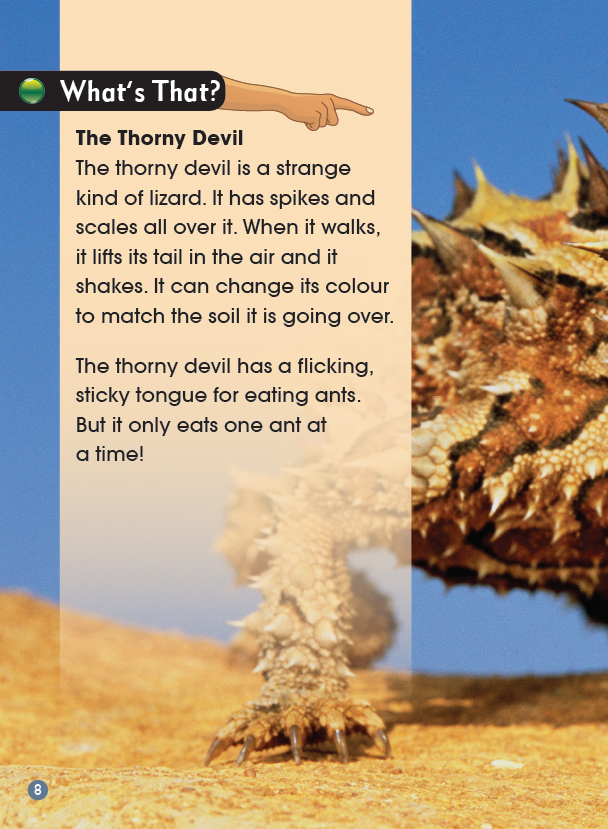 What's That?
The Thorny Devil
The thorny devil is a strange
kind of lizard. It has spikes and
scales all over it. When it walks,
it lifts its tail in the air and it
shakes. It can change its colour
to match the soil it is going over.
The thorny devil has a flicking,
sticky tongue for eating ants.
But it only eats one ant at
a time!
8